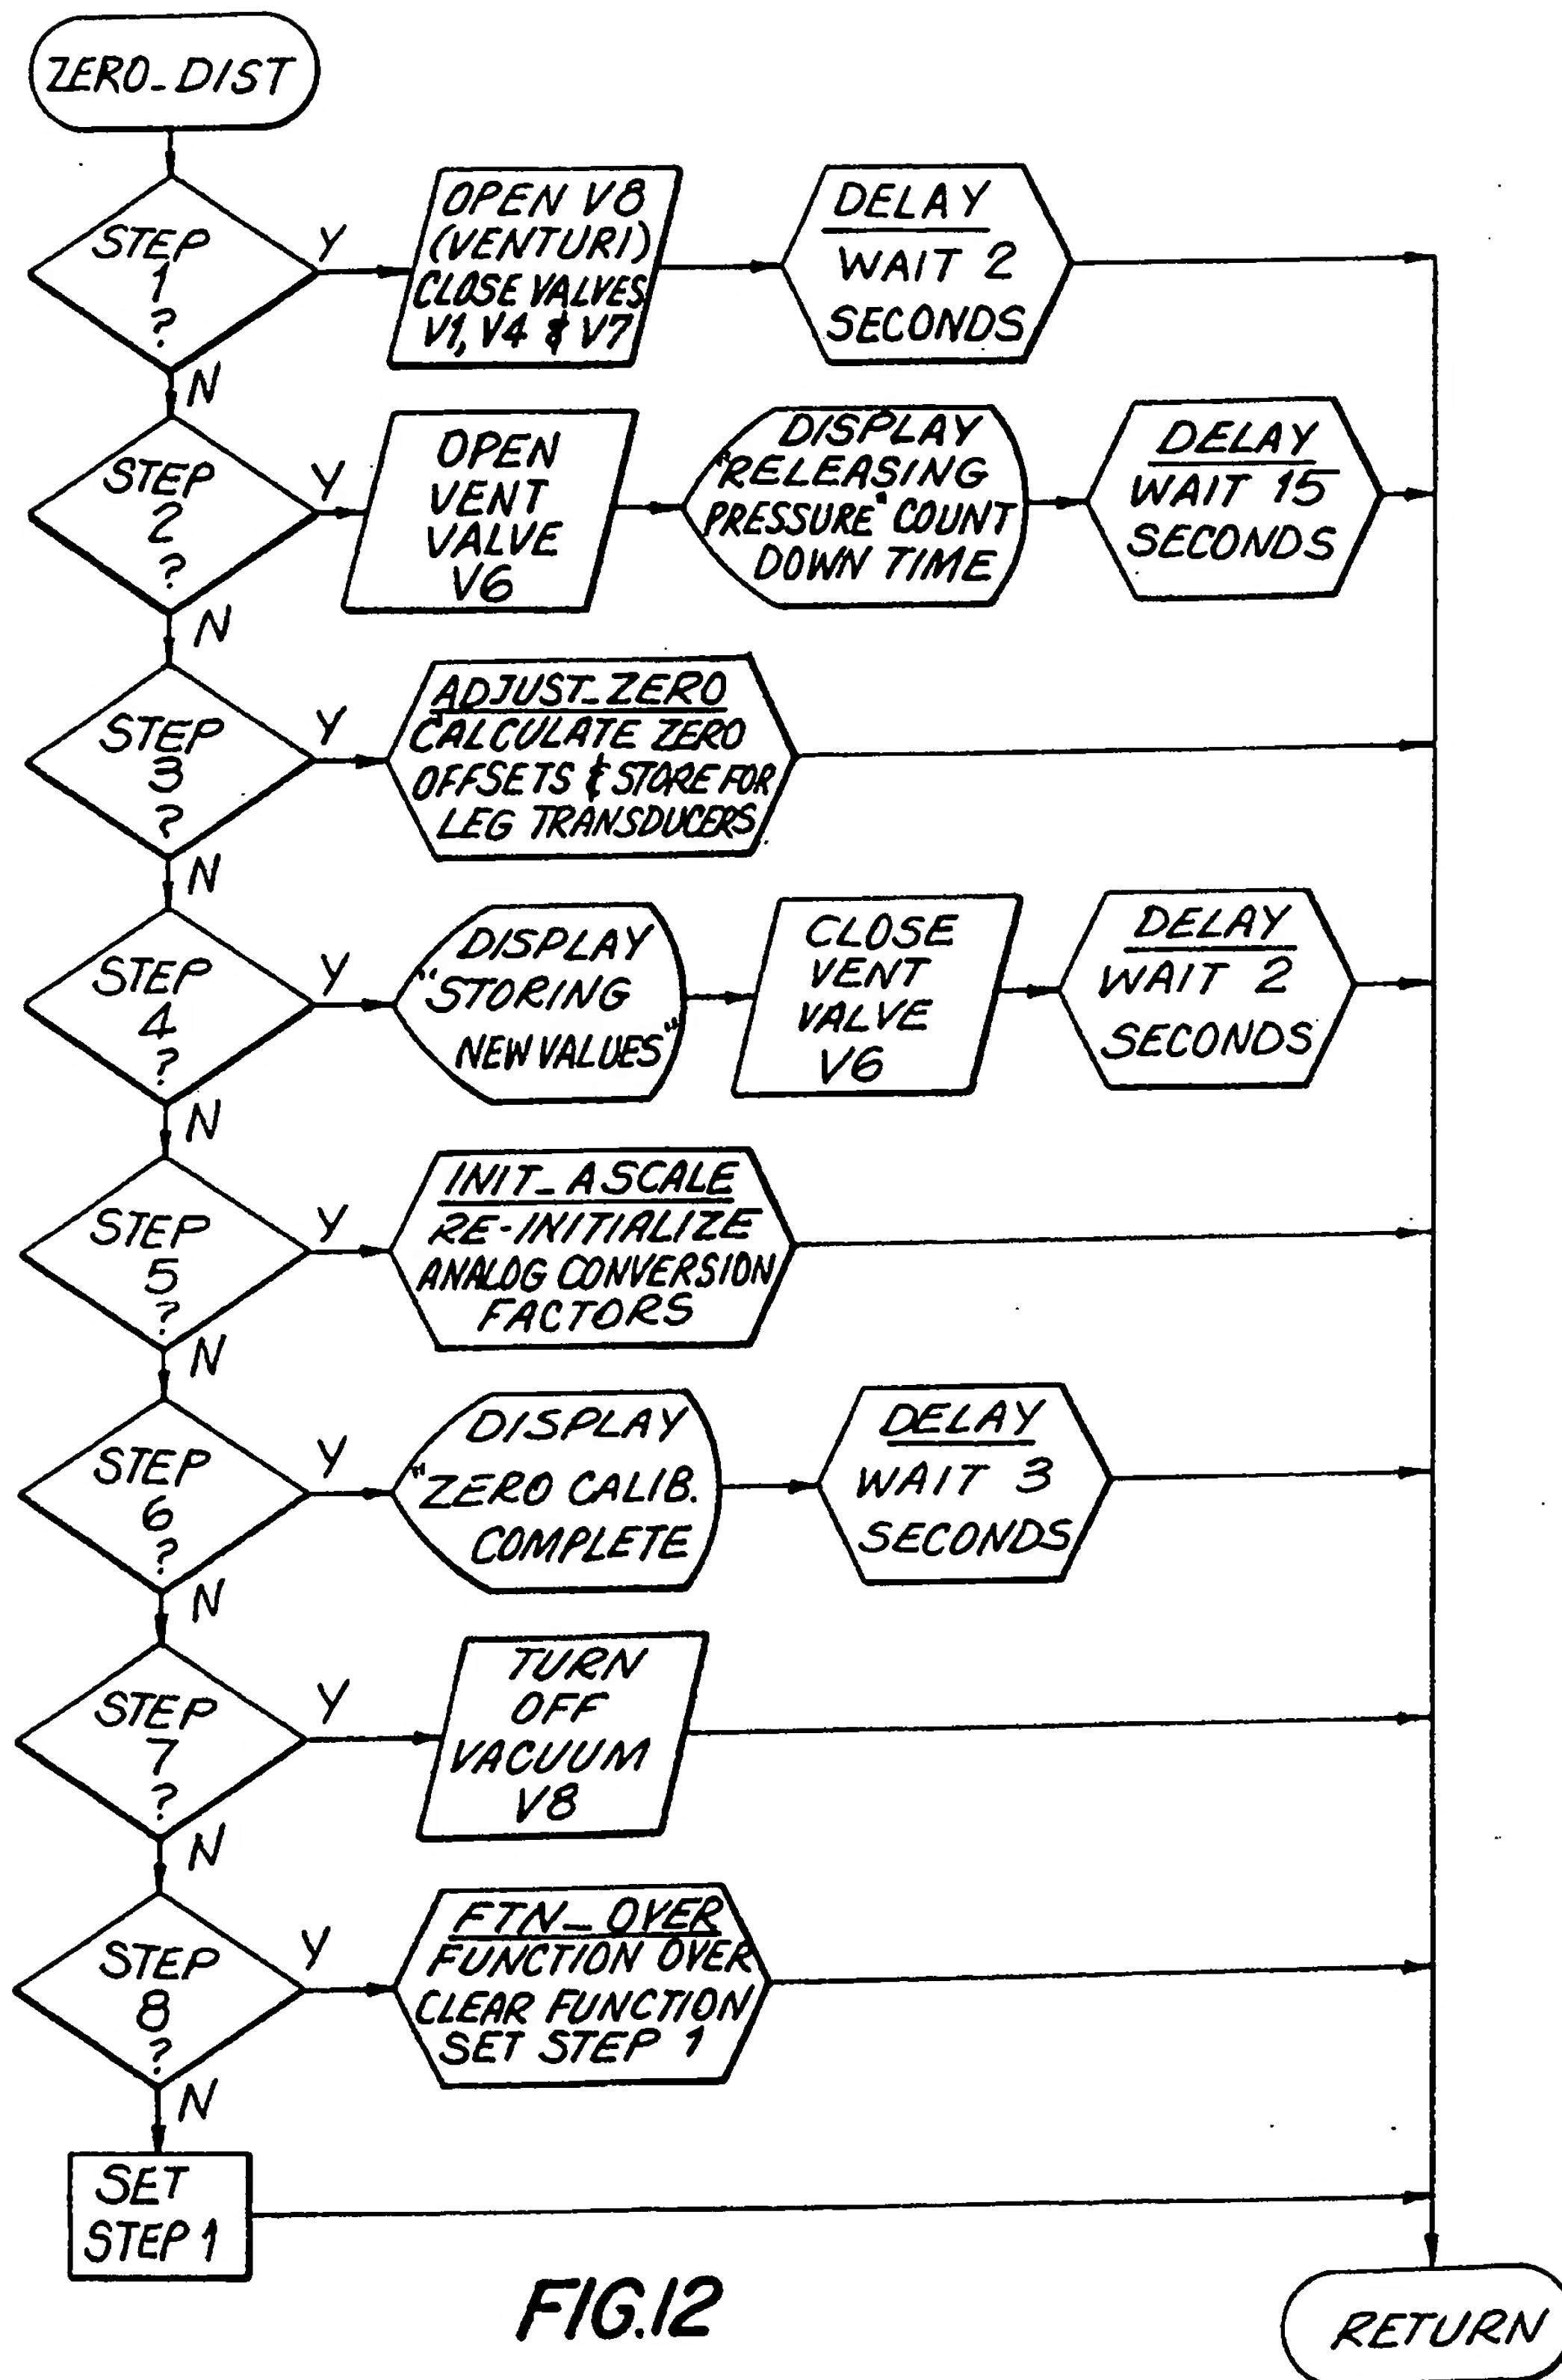 ZERO_DIST
STEP
1
?
Y
OPEN V8
(VENTURI)
CLOSE VALVES
V1, V4 & V7
DELAY
WAIT 2
SECONDS
N
STEP
2
?
Y
OPEN
VENT
VALVE
V6
DISPLAY
"RELEASING
PRESSURE" COUNT
DOWN TIME
DELAY
WAIT 15
SECONDS
N
STEP
3
?
Y
ADJUST_ZERO
CALCULATE ZERO
OFFSETS & STORE FOR
LEG TRANSDUCERS
N
STEP
4
?
Y
DISPLAY
"STORING
NEW VALUES"
CLOSE
VENT
VALVE
V6
DELAY
WAIT 2
SECONDS
N
STEP
5
?
Y
INIT_ASCALE
RE-INITIALIZE
ANALOG CONVERSION
FACTORS
N
STEP
6
?
Y
DISPLAY
"ZERO CALIB.
COMPLETE
DELAY
WAIT 3
SECONDS
N
STEP
7
?
Y
TURN
OFF
VACUUM
V8
N
STEP
8
?
Y
FTN_OVER
FUNCTION OVER
CLEAR FUNCTION
SET STEP 1
N
SET
STEP 1
FIG.12
RETURN